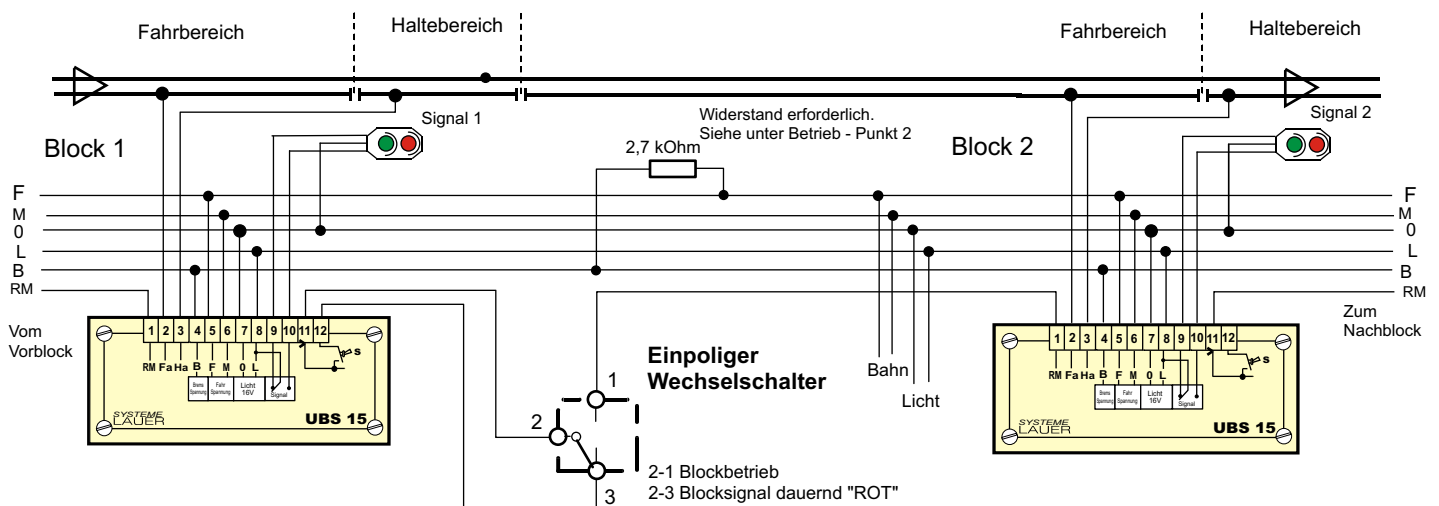 Fahrbereich
Haltebereich
Fahrbereich
Haltebereich
Signal 1
Widerstand erforderlich.
Siehe unter Betrieb - Punkt 2
Signal 2
Block 1
2,7 kOhm
Block 2
F
M
0
L
B
RM
F
M
0
L
B
RM
Vom
Vorblock
Zum
Nachblock
1 2 3 4 5 6 7 8 9 10 11 12
RM Fa Ha B F M 0 L
S
Brems
Spannung
Fahr
Spannung
Licht
16V
Signal
SYSTEME
LAUER
UBS 15
Einpoliger
Wechselschalter
1
2
3
2-1 Blockbetrieb
2-3 Blocksignal dauernd "ROT"
Bahn
Licht
1 2 3 4 5 6 7 8 9 10 11 12
RM Fa Ha B F M 0 L
S
Brems
Spannung
Fahr
Spannung
Licht
16V
Signal
SYSTEME
LAUER
UBS 15